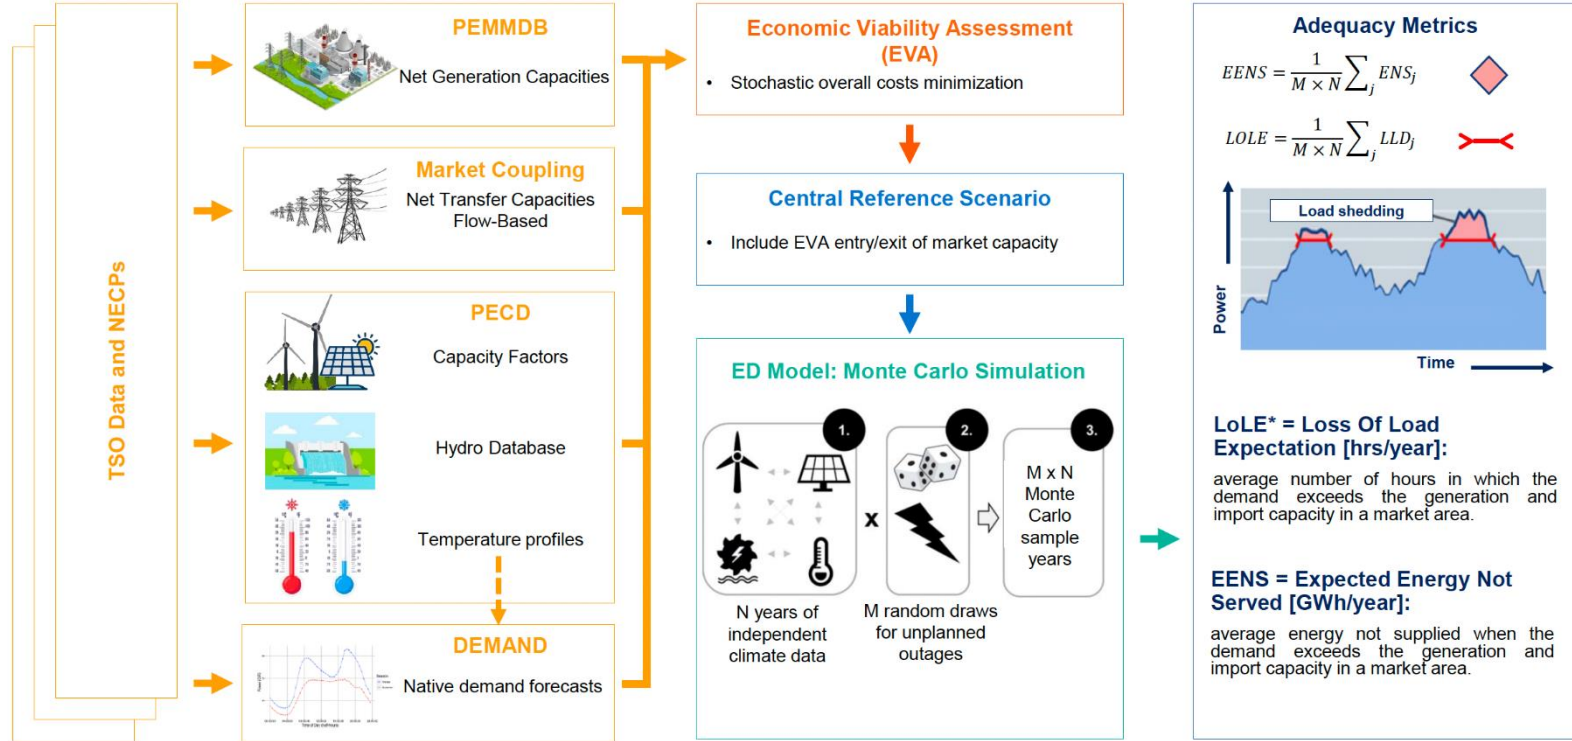 TSO Data and NECPs
PEMMDB
Net Generation Capacities
Market Coupling
Net Transfer Capacities
Flow-Based
PECD
Capacity Factors
Hydro Database
Temperature profiles
DEMAND
Native demand forecasts
Economic Viability Assessment
(EVA)
• Stochastic overall costs minimization
Central Reference Scenario
• Include EVA entry/exit of market capacity
ED Model: Monte Carlo Simulation
1.
2.
3.
x
M x N
Monte
Carlo
sample
years
N years of
independent
climate data
M random draws
for unplanned
outages
Adequacy Metrics
EENS = 1/(M × N) ∑j ENSj
LOLE = 1/(M × N) ∑j LLDj
Load shedding
Power
Time
LoLE* = Loss Of Load
Expectation [hrs/year]:
average number of hours in which the
demand exceeds the generation and
import capacity in a market area.
EENS = Expected Energy Not
Served [GWh/year]:
average energy not supplied when the
demand exceeds the generation and
import capacity in a market area.